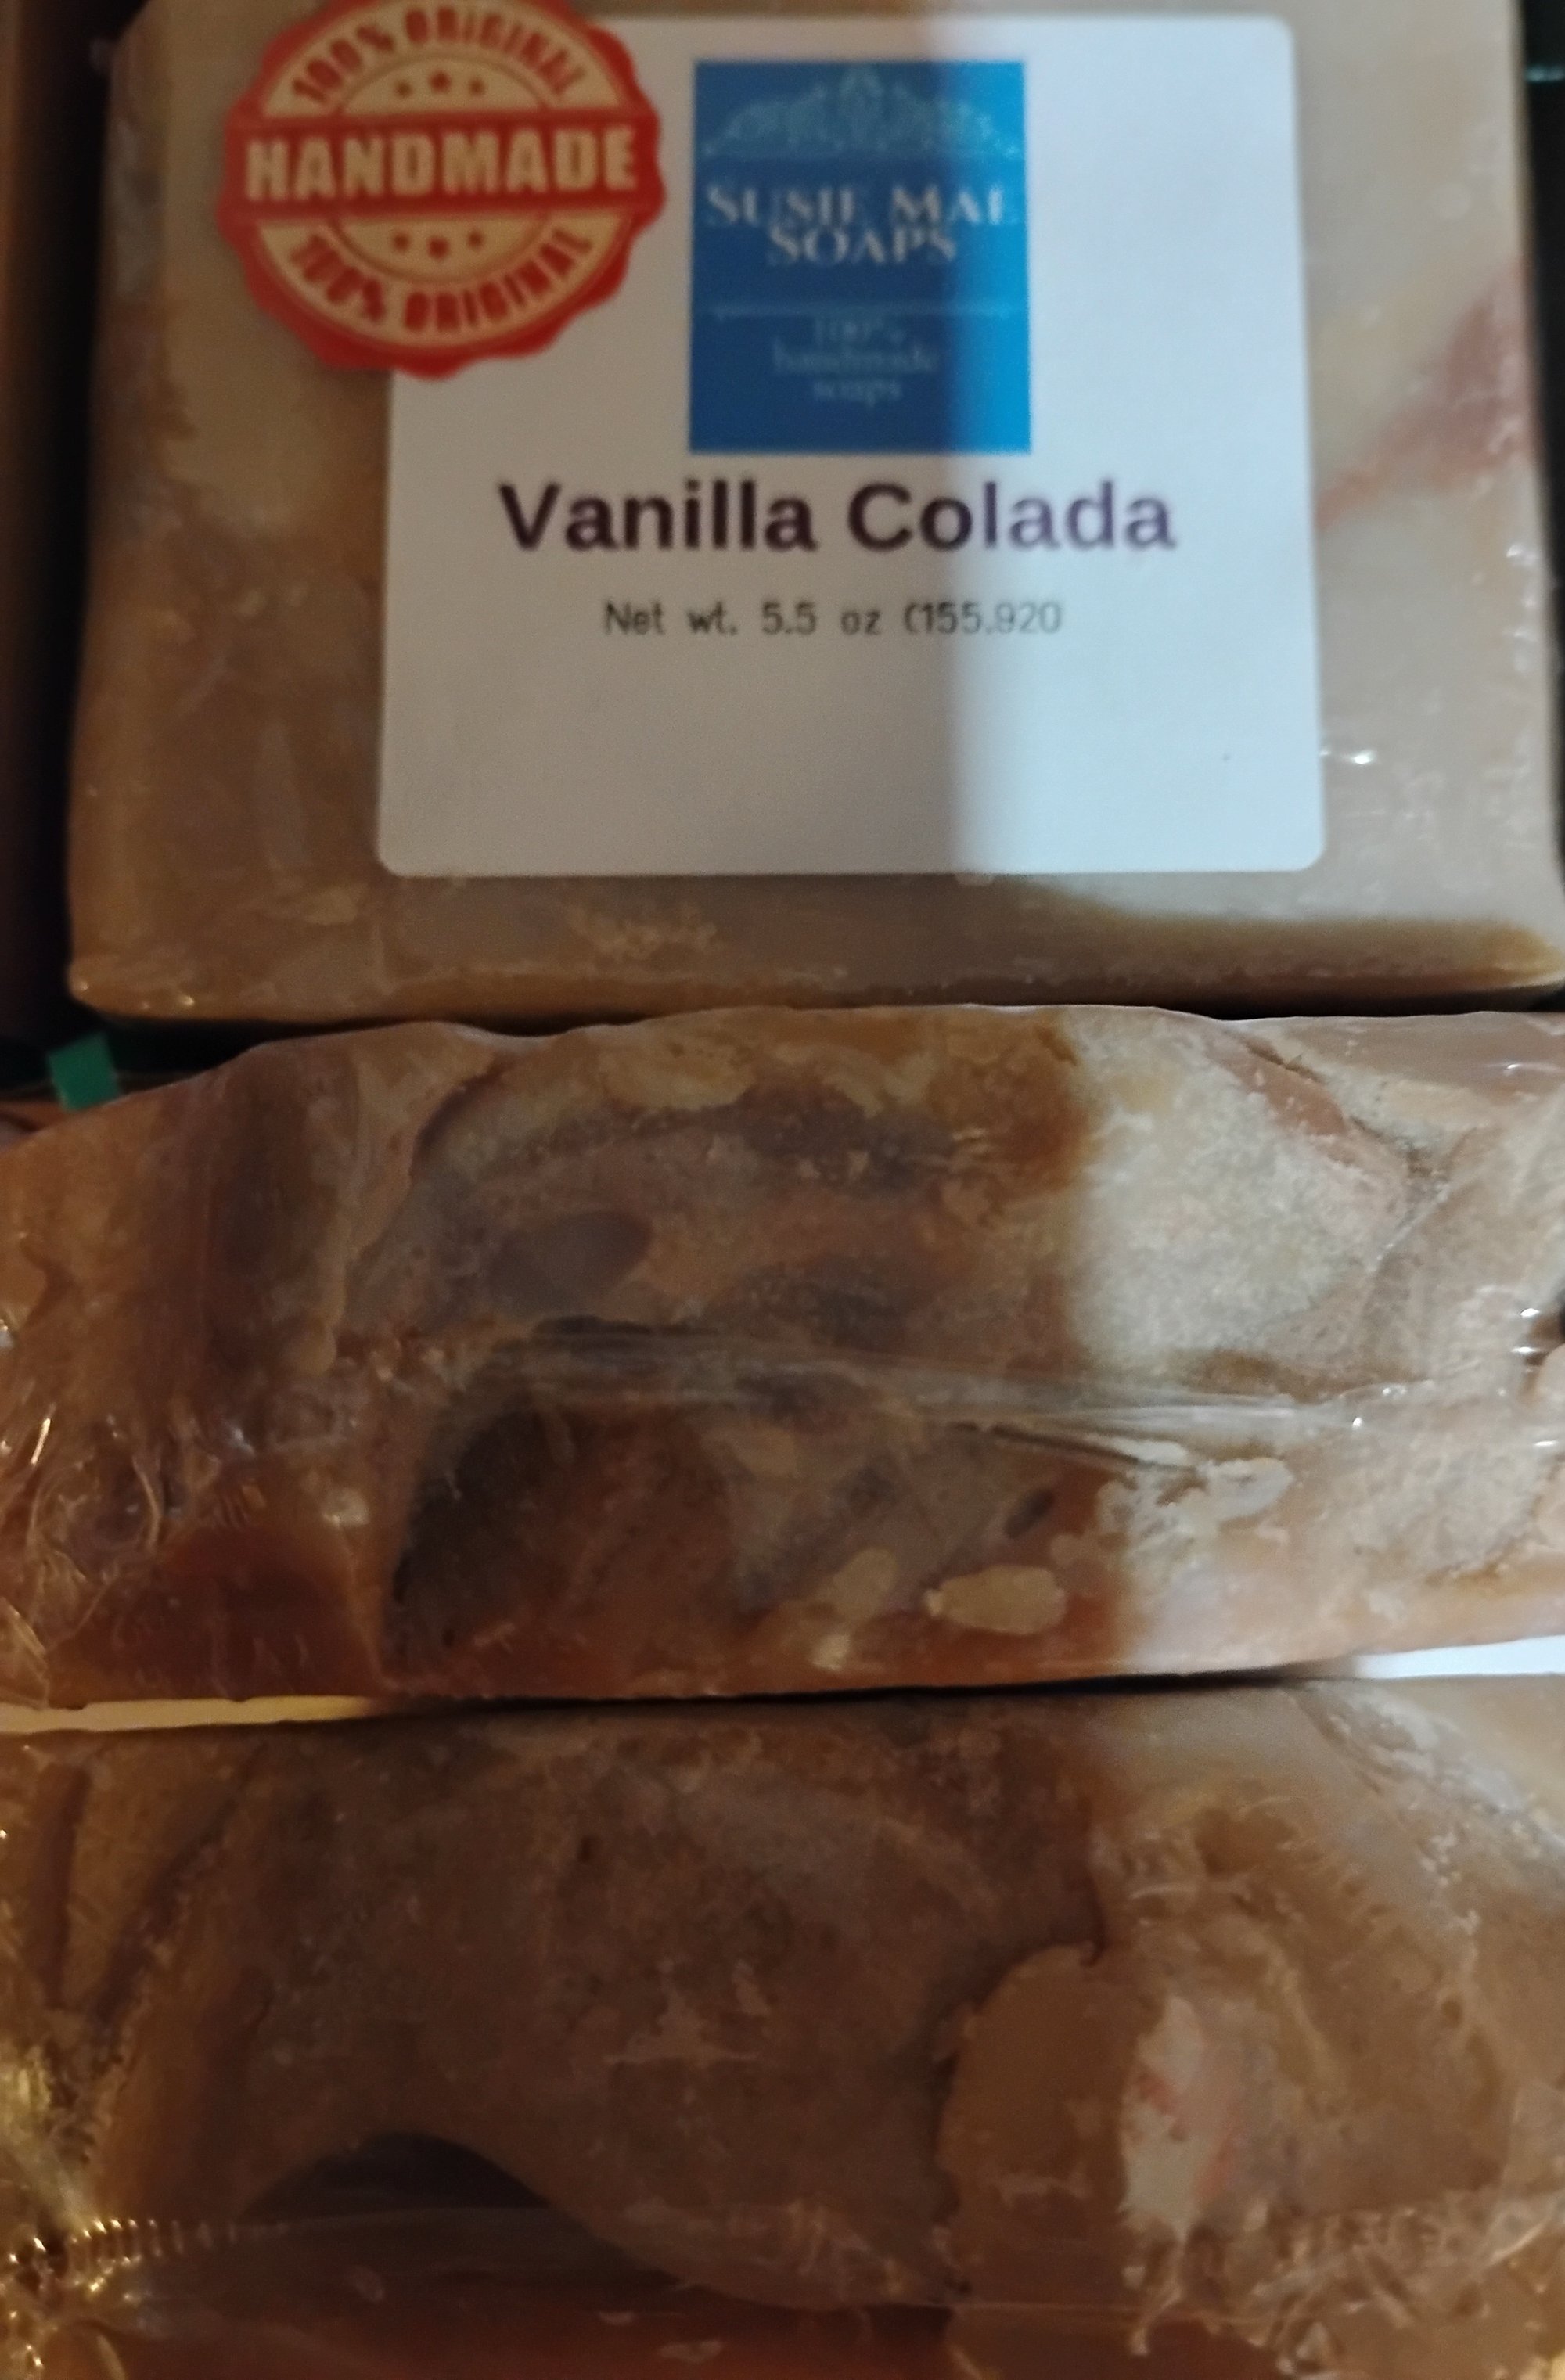 100% ORIGINAL
HANDMADE
100% ORIGINAL
SUSIE MAE
SOAPS
100%
handmade
soaps
Vanilla Colada
Net wt. 5.5 oz (155.920